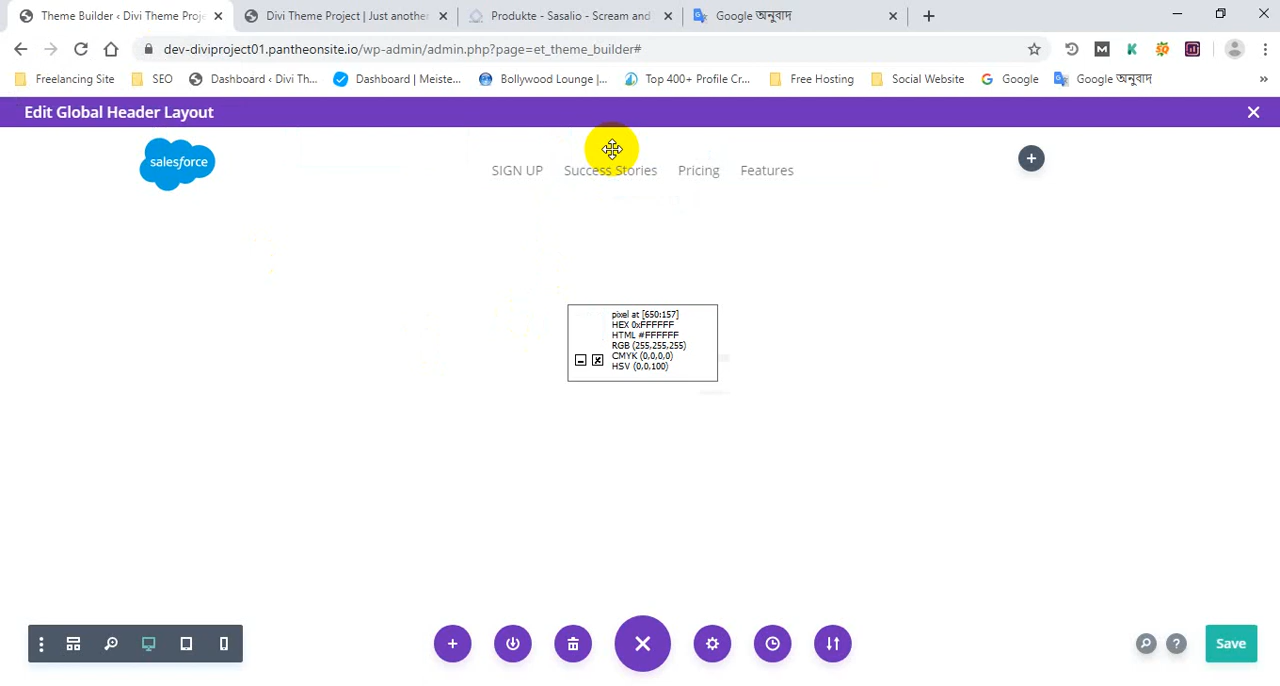 Theme Builder ‹ Divi Theme Proje
Divi Theme Project | Just another
Produkte - Sasalio - Scream and
Google অনুবাদ
dev-diviproject01.pantheonsite.io/wp-admin/admin.php?page=et_theme_builder#
Freelancing Site
SEO
Dashboard ‹ Divi Th...
Dashboard | Meiste...
Bollywood Lounge |...
Top 400+ Profile Cr...
Free Hosting
Social Website
Google
Google অনুবাদ
Edit Global Header Layout
salesforce
SIGN UP
Success Stories
Pricing
Features
pixel at [650:157]
HEX 0xFFFFFF
HTML #FFFFFF
RGB (255,255,255)
CMYK (0,0,0,0)
HSV (0,0,100)
Save